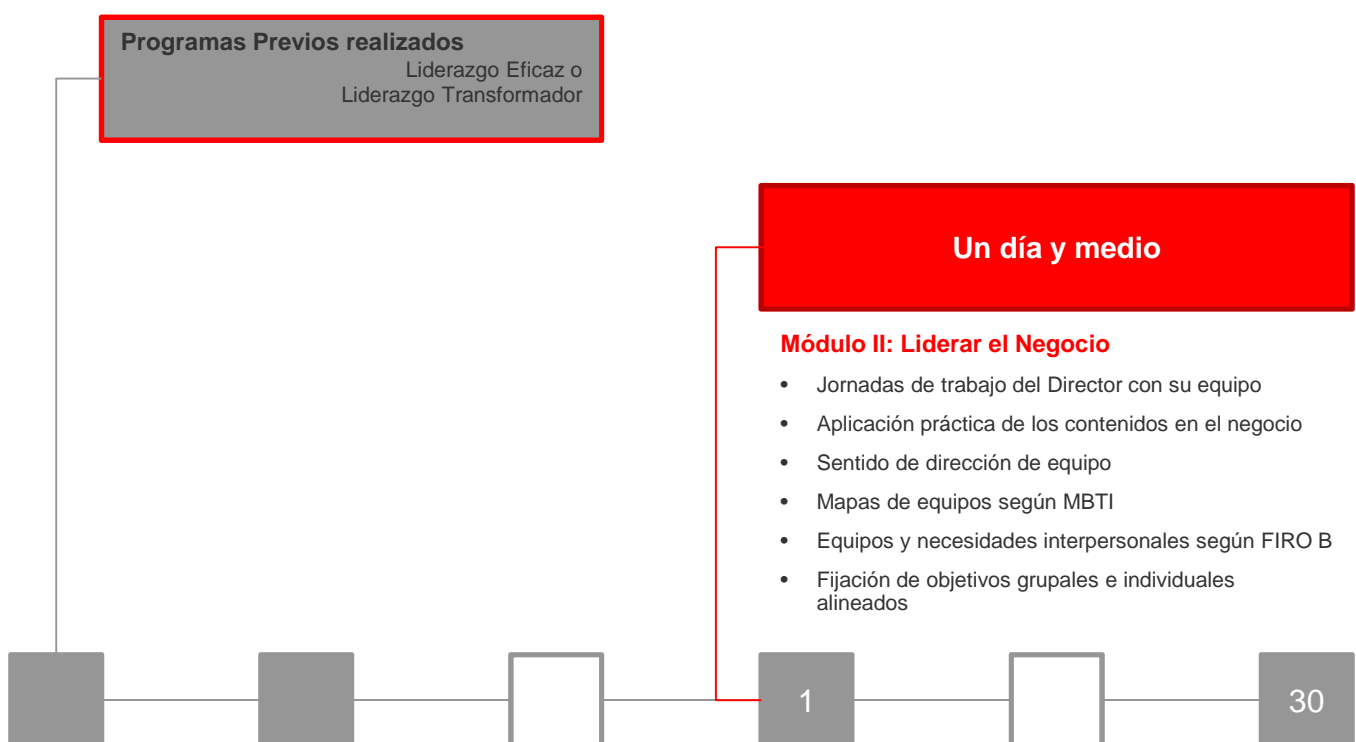 Programas Previos realizados
Liderazgo Eficaz o
Liderazgo Transformador
Un día y medio
Módulo II: Liderar el Negocio
• Jornadas de trabajo del Director con su equipo
• Aplicación práctica de los contenidos en el negocio
• Sentido de dirección de equipo
• Mapas de equipos según MBTI
• Equipos y necesidades interpersonales según FIRO B
• Fijación de objetivos grupales e individuales
alineados
1
30